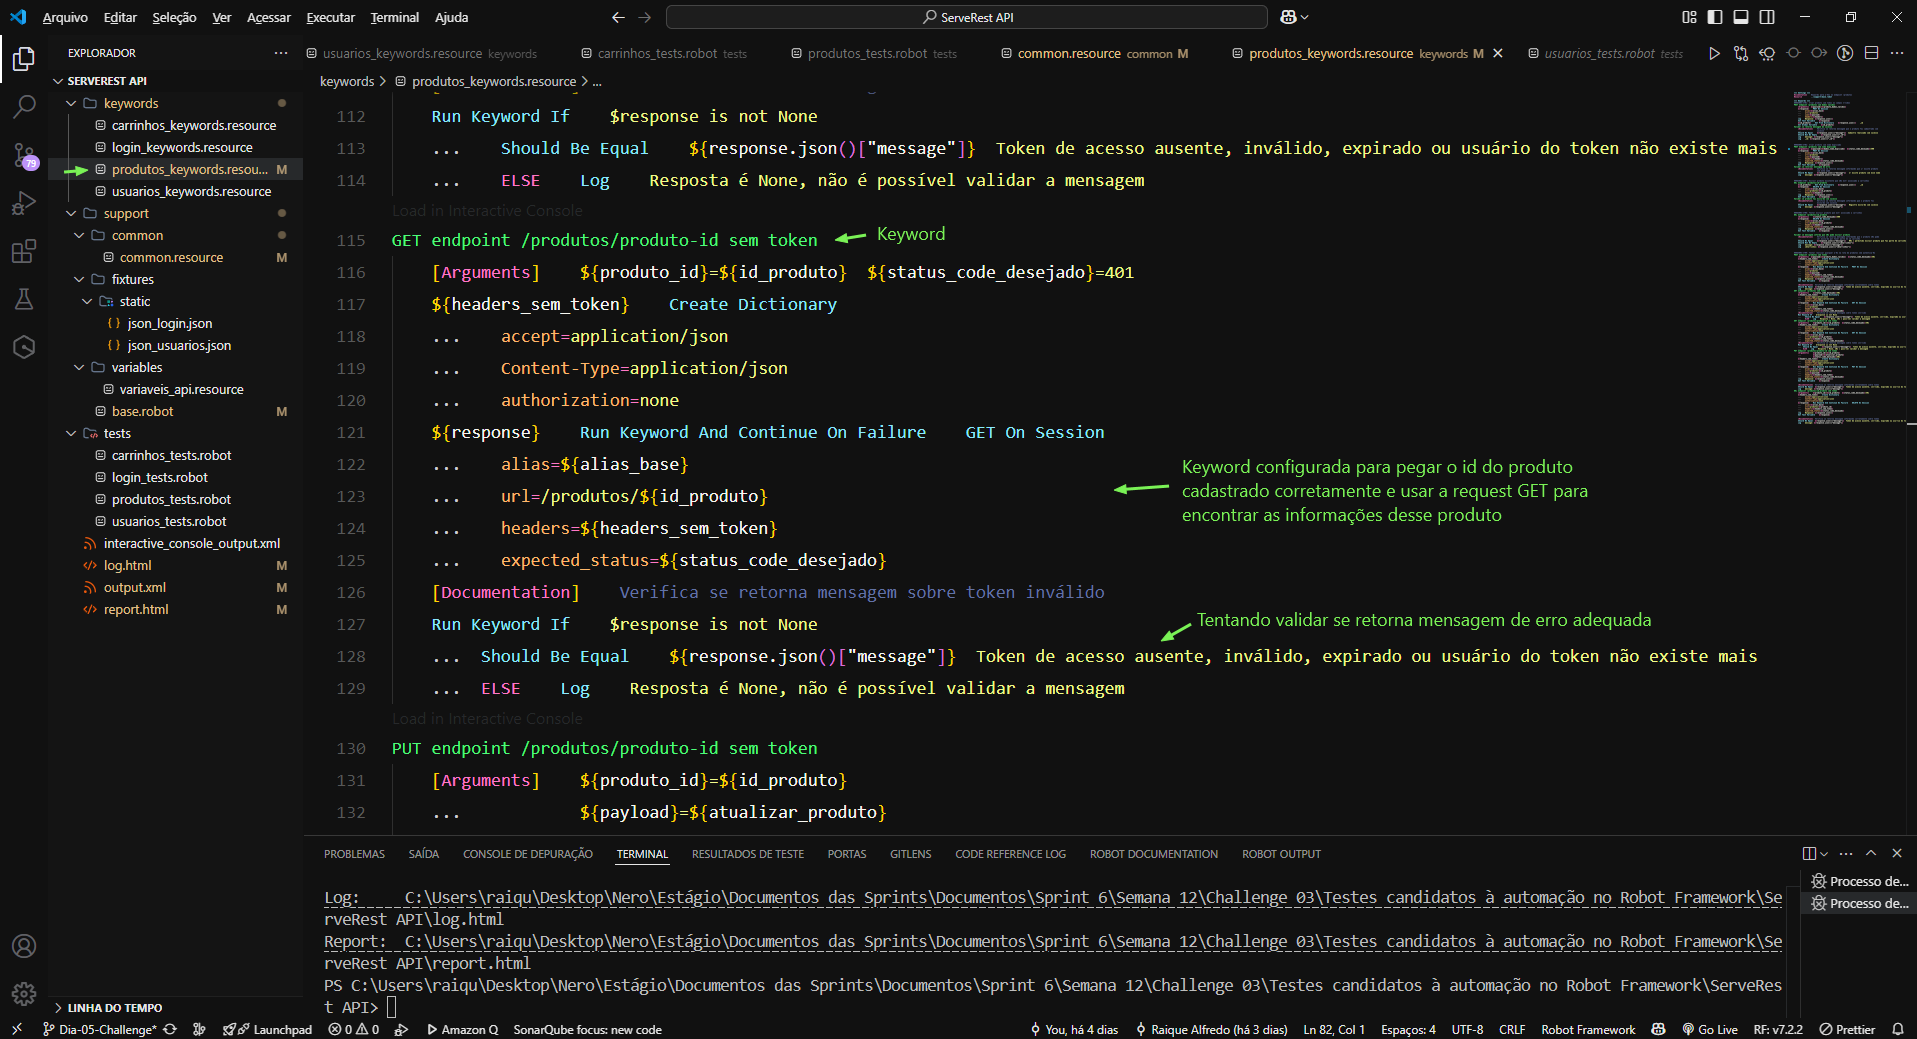 Arquivo Editar Seleção Ver Acessar Executar Terminal Ajuda
ServeRest API
EXPLORADOR
usuarios_keywords.resource keywords
carrinhos_tests.robot tests
produtos_tests.robot tests
common.resource common M
produtos_keywords.resource keywords M
usuarios_tests.robot tests
SERVEREST API
keywords
carrinhos_keywords.resource
login_keywords.resource
produtos_keywords.resou... M
usuarios_keywords.resource
support
common
common.resource M
fixtures
static
json_login.json
json_usuarios.json
variables
variaveis_api.resource
base.robot M
tests
carrinhos_tests.robot
login_tests.robot
produtos_tests.robot
usuarios_tests.robot
interactive_console_output.xml
log.html M
output.xml M
report.html M
LINHA DO TEMPO
79
keywords > produtos_keywords.resource > ...
112 Run Keyword If    $response is not None
113 ...    Should Be Equal    ${response.json()["message"]}  Token de acesso ausente, inválido, expirado ou usuário do token não existe mais
114 ...    ELSE    Log    Resposta é None, não é possível validar a mensagem
Load in Interactive Console
115 GET endpoint /produtos/produto-id sem token
Keyword
116 [Arguments]    ${produto_id}=${id_produto}  ${status_code_desejado}=401
117 ${headers_sem_token}    Create Dictionary
118 ...    accept=application/json
119 ...    Content-Type=application/json
120 ...    authorization=none
121 ${response}    Run Keyword And Continue On Failure    GET On Session
122 ...    alias=${alias_base}
123 ...    url=/produtos/${id_produto}
124 ...    headers=${headers_sem_token}
125 ...    expected_status=${status_code_desejado}
Keyword configurada para pegar o id do produto
cadastrado corretamente e usar a request GET para
encontrar as informações desse produto
126 [Documentation]    Verifica se retorna mensagem sobre token inválido
127 Run Keyword If    $response is not None
Tentando validar se retorna mensagem de erro adequada
128 ...  Should Be Equal    ${response.json()["message"]}  Token de acesso ausente, inválido, expirado ou usuário do token não existe mais
129 ...  ELSE    Log    Resposta é None, não é possível validar a mensagem
Load in Interactive Console
130 PUT endpoint /produtos/produto-id sem token
131 [Arguments]    ${produto_id}=${id_produto}
132 ...            ${payload}=${atualizar_produto}
PROBLEMAS SAÍDA CONSOLE DE DEPURAÇÃO TERMINAL RESULTADOS DE TESTE PORTAS GITLENS CODE REFERENCE LOG ROBOT DOCUMENTATION ROBOT OUTPUT
Log:     C:\Users\raiqu\Desktop\Nero\Estágio\Documentos das Sprints\Documentos\Sprint 6\Semana 12\Challenge 03\Testes candidatos à automação no Robot Framework\Se
rveRest API\log.html
Report:  C:\Users\raiqu\Desktop\Nero\Estágio\Documentos das Sprints\Documentos\Sprint 6\Semana 12\Challenge 03\Testes candidatos à automação no Robot Framework\Se
rveRest API\report.html
PS C:\Users\raiqu\Desktop\Nero\Estágio\Documentos das Sprints\Documentos\Sprint 6\Semana 12\Challenge 03\Testes candidatos à automação no Robot Framework\ServeRes
t API>
Processo de...
Processo de...
Dia-05-Challenge* Launchpad 0 0 Amazon Q SonarQube focus: new code You, há 4 dias Raique Alfredo (há 3 dias) Ln 82, Col 1 Espaços: 4 UTF-8 CRLF Robot Framework Go Live RF: v7.2.2 Prettier